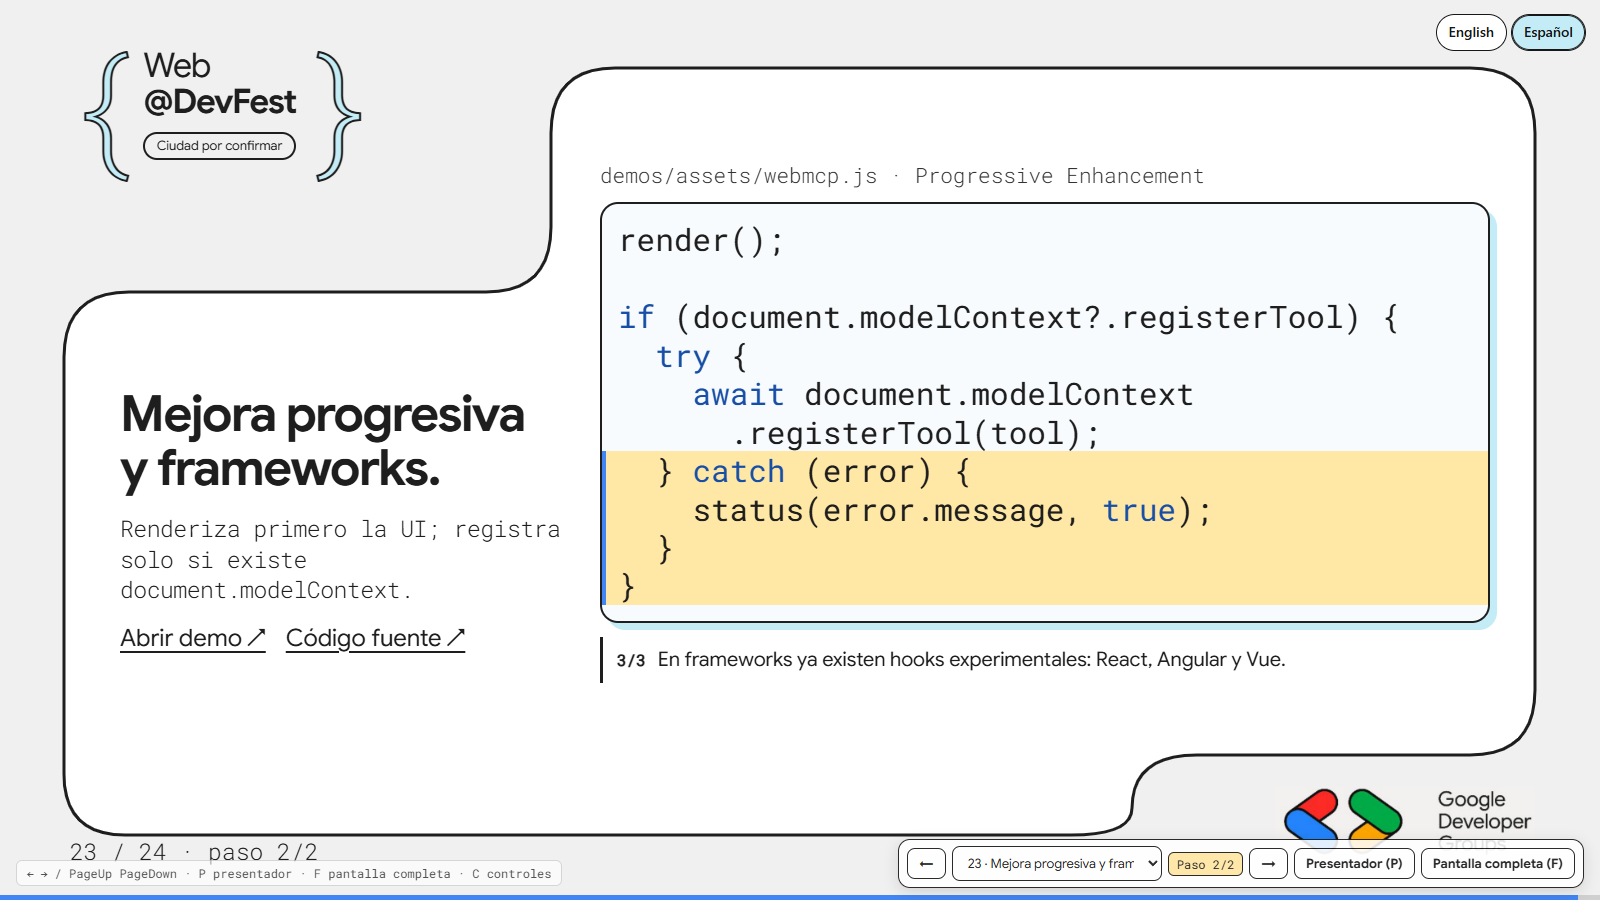 English
Español
Web
@DevFest
Ciudad por confirmar
demos/assets/webmcp.js · Progressive Enhancement
render();
if (document.modelContext?.registerTool) {
try {
await document.modelContext
.registerTool(tool);
} catch (error) {
status(error.message, true);
}
}
Mejora progresiva
y frameworks.
Renderiza primero la UI; registra
solo si existe
document.modelContext.
Abrir demo ↗ Código fuente ↗
3/3 En frameworks ya existen hooks experimentales: React, Angular y Vue.
Google
Developer
Groups
23 / 24 · paso 2/2
← → / PageUp PageDown · P presentador · F pantalla completa · C controles
← 23 · Mejora progresiva y fram Paso 2/2 → Presentador (P) Pantalla completa (F)